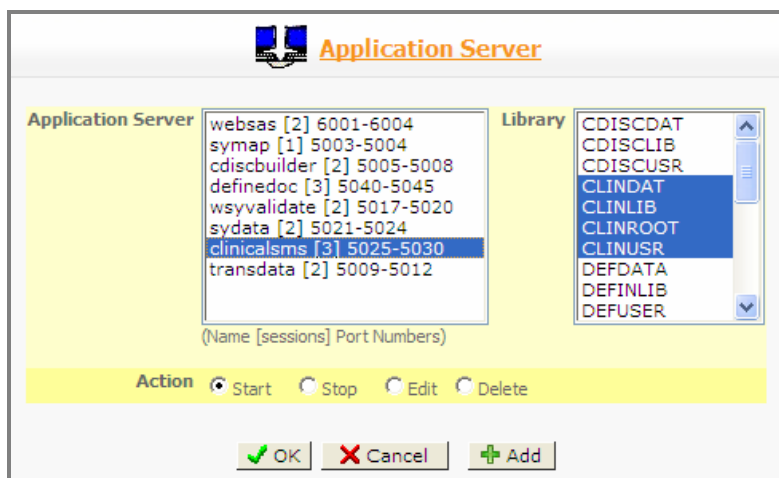 Application Server
Application Server
websas [2] 6001-6004
symap [1] 5003-5004
cdiscbuilder [2] 5005-5008
definedoc [3] 5040-5045
wsyvalidate [2] 5017-5020
sydata [2] 5021-5024
clinicalsms [3] 5025-5030
transdata [2] 5009-5012
(Name [sessions] Port Numbers)
Library
CDISCDAT
CDISCLIB
CDISCUSR
CLINDAT
CLINLIB
CLINROOT
CLINUSR
DEFDATA
DEFINLIB
DEFUSER
Action Start Stop Edit Delete
OK Cancel Add